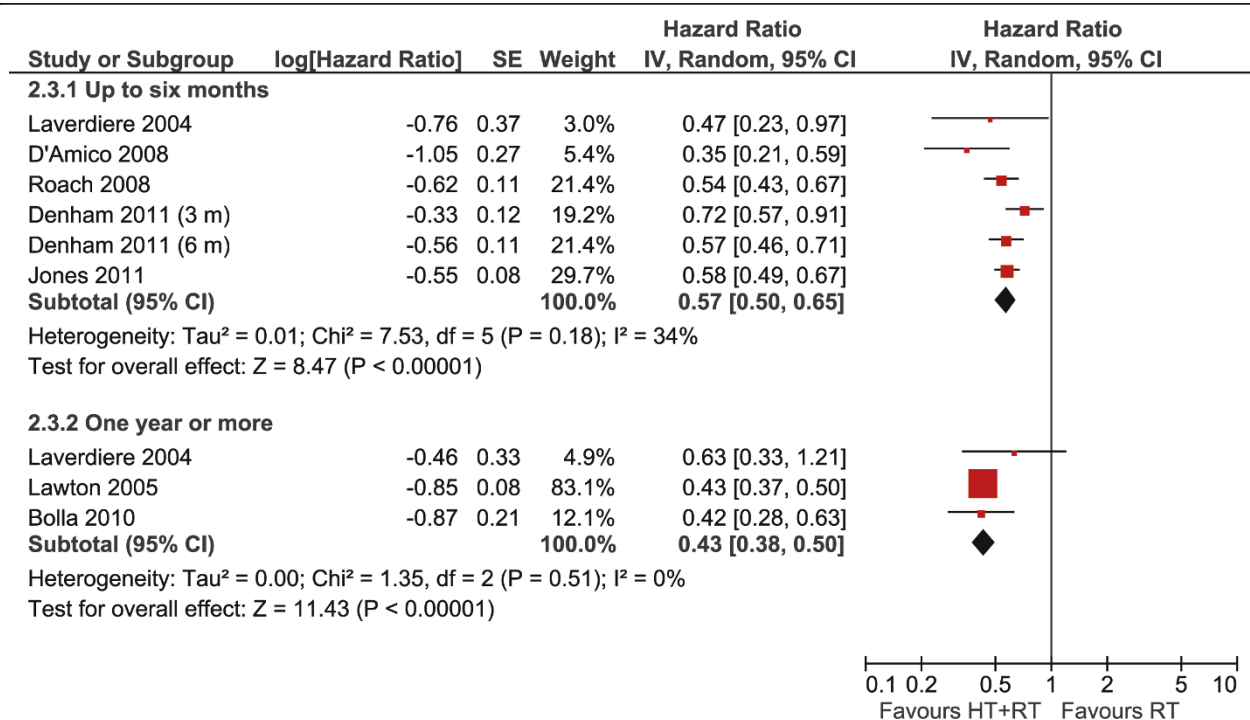 Hazard Ratio Hazard Ratio
Study or Subgroup log[Hazard Ratio] SE Weight IV, Random, 95% CI IV, Random, 95% CI
2.3.1 Up to six months
Laverdiere 2004 -0.76 0.37 3.0% 0.47 [0.23, 0.97]
D'Amico 2008 -1.05 0.27 5.4% 0.35 [0.21, 0.59]
Roach 2008 -0.62 0.11 21.4% 0.54 [0.43, 0.67]
Denham 2011 (3 m) -0.33 0.12 19.2% 0.72 [0.57, 0.91]
Denham 2011 (6 m) -0.56 0.11 21.4% 0.57 [0.46, 0.71]
Jones 2011 -0.55 0.08 29.7% 0.58 [0.49, 0.67]
Subtotal (95% CI) 100.0% 0.57 [0.50, 0.65]
Heterogeneity: Tau² = 0.01; Chi² = 7.53, df = 5 (P = 0.18); I² = 34%
Test for overall effect: Z = 8.47 (P < 0.00001)
2.3.2 One year or more
Laverdiere 2004 -0.46 0.33 4.9% 0.63 [0.33, 1.21]
Lawton 2005 -0.85 0.08 83.1% 0.43 [0.37, 0.50]
Bolla 2010 -0.87 0.21 12.1% 0.42 [0.28, 0.63]
Subtotal (95% CI) 100.0% 0.43 [0.38, 0.50]
Heterogeneity: Tau² = 0.00; Chi² = 1.35, df = 2 (P = 0.51); I² = 0%
Test for overall effect: Z = 11.43 (P < 0.00001)
0.1 0.2 0.5 1 2 5 10
Favours HT+RT Favours RT